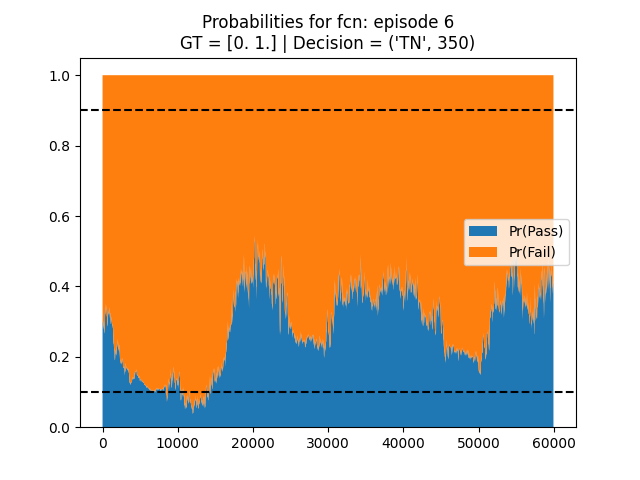 Probabilities for fcn: episode 6
GT = [0. 1.] | Decision = ('TN', 350)
1.0
0.8
0.6
0.4
0.2
0.0
Pr(Pass)
Pr(Fail)
0 10000 20000 30000 40000 50000 60000